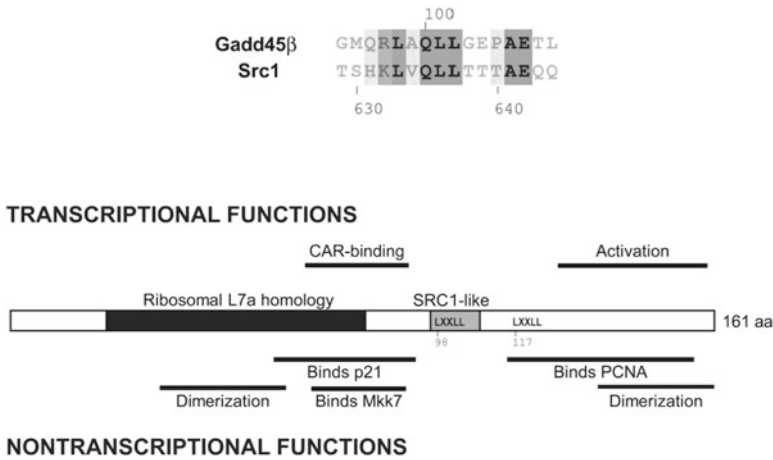 100
Gadd45β GMQRLAQLLGEPAETL
Src1 TSHKLVQLLTTTAEQQ
630 640
TRANSCRIPTIONAL FUNCTIONS
CAR-binding Activation
Ribosomal L7a homology SRC1-like
LXXLL LXXLL 161 aa
98 117
Binds p21 Binds PCNA
Dimerization Binds Mkk7 Dimerization
NONTRANSCRIPTIONAL FUNCTIONS